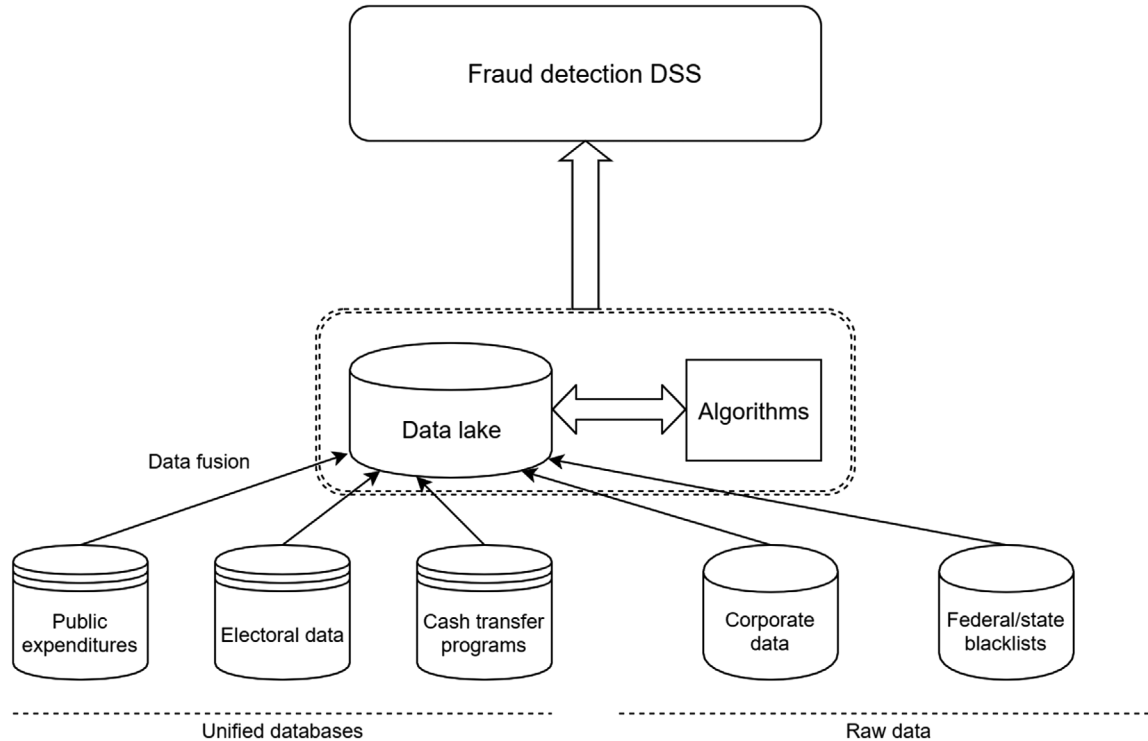 Fraud detection DSS
Data lake
Algorithms
Data fusion
Public
expenditures
Electoral data
Cash transfer
programs
Corporate
data
Federal/state
blacklists
Unified databases
Raw data